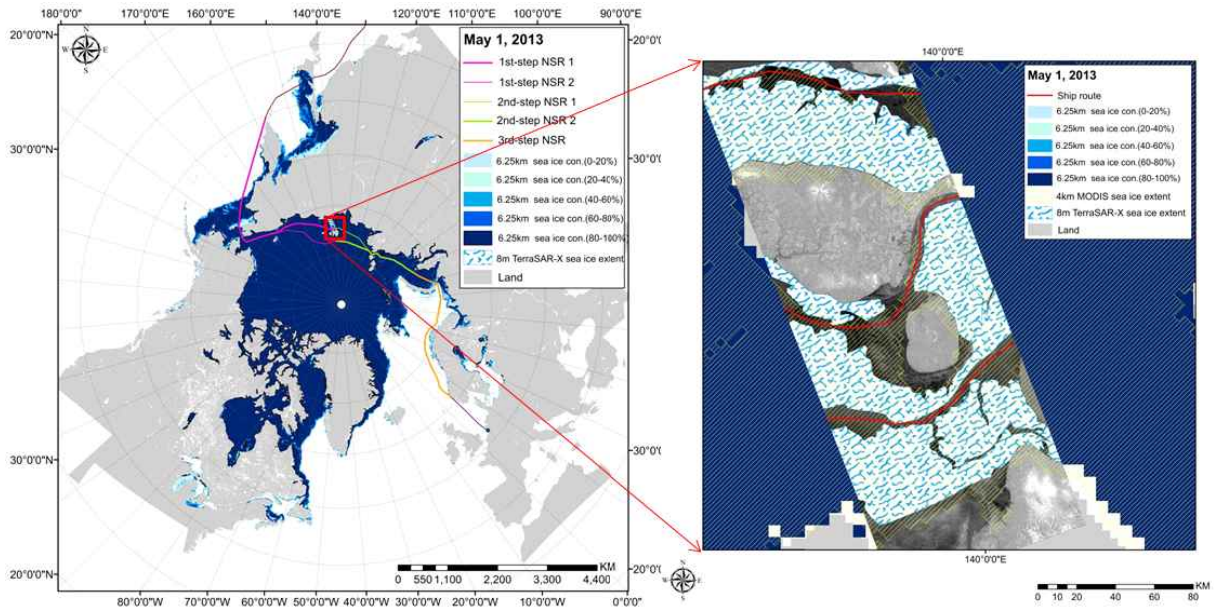 180°0'0" 160°0'0"W 140°0'0"W 120°0'0"E 110°0'0"E 100°0'0"E 90°0'0"E
20°0'0"N
N
W E
S
May 1, 2013
1st-step NSR 1
1st-step NSR 2
2nd-step NSR 1
2nd-step NSR 2
3rd-step NSR
6.25km sea ice con.(0-20%)
6.25km sea ice con.(20-40%)
6.25km sea ice con.(40-60%)
6.25km sea ice con.(60-80%)
6.25km sea ice con.(80-100%)
8m TerraSAR-X sea ice extent
Land
20°0'0"
30°0'0"N
30°0'0"
30°0'0"N
30°0'0"
20°0'0"N
20°0'
KM
0 550 1,100 2,200 3,300 4,400
80°0'0"W 60°0'0"W 50°0'0"W 40°0'0"W 30°0'0"W 20°0'0"W 0°0'0"
140°0'0"E
May 1, 2013
Ship route
6.25km sea ice con.(0-20%)
6.25km sea ice con.(20-40%)
6.25km sea ice con.(40-60%)
6.25km sea ice con.(60-80%)
6.25km sea ice con.(80-100%)
4km MODIS sea ice extent
8m TerraSAR-X sea ice extent
Land
140°0'0"E
N
W E
S
KM
0 10 20 40 60 80